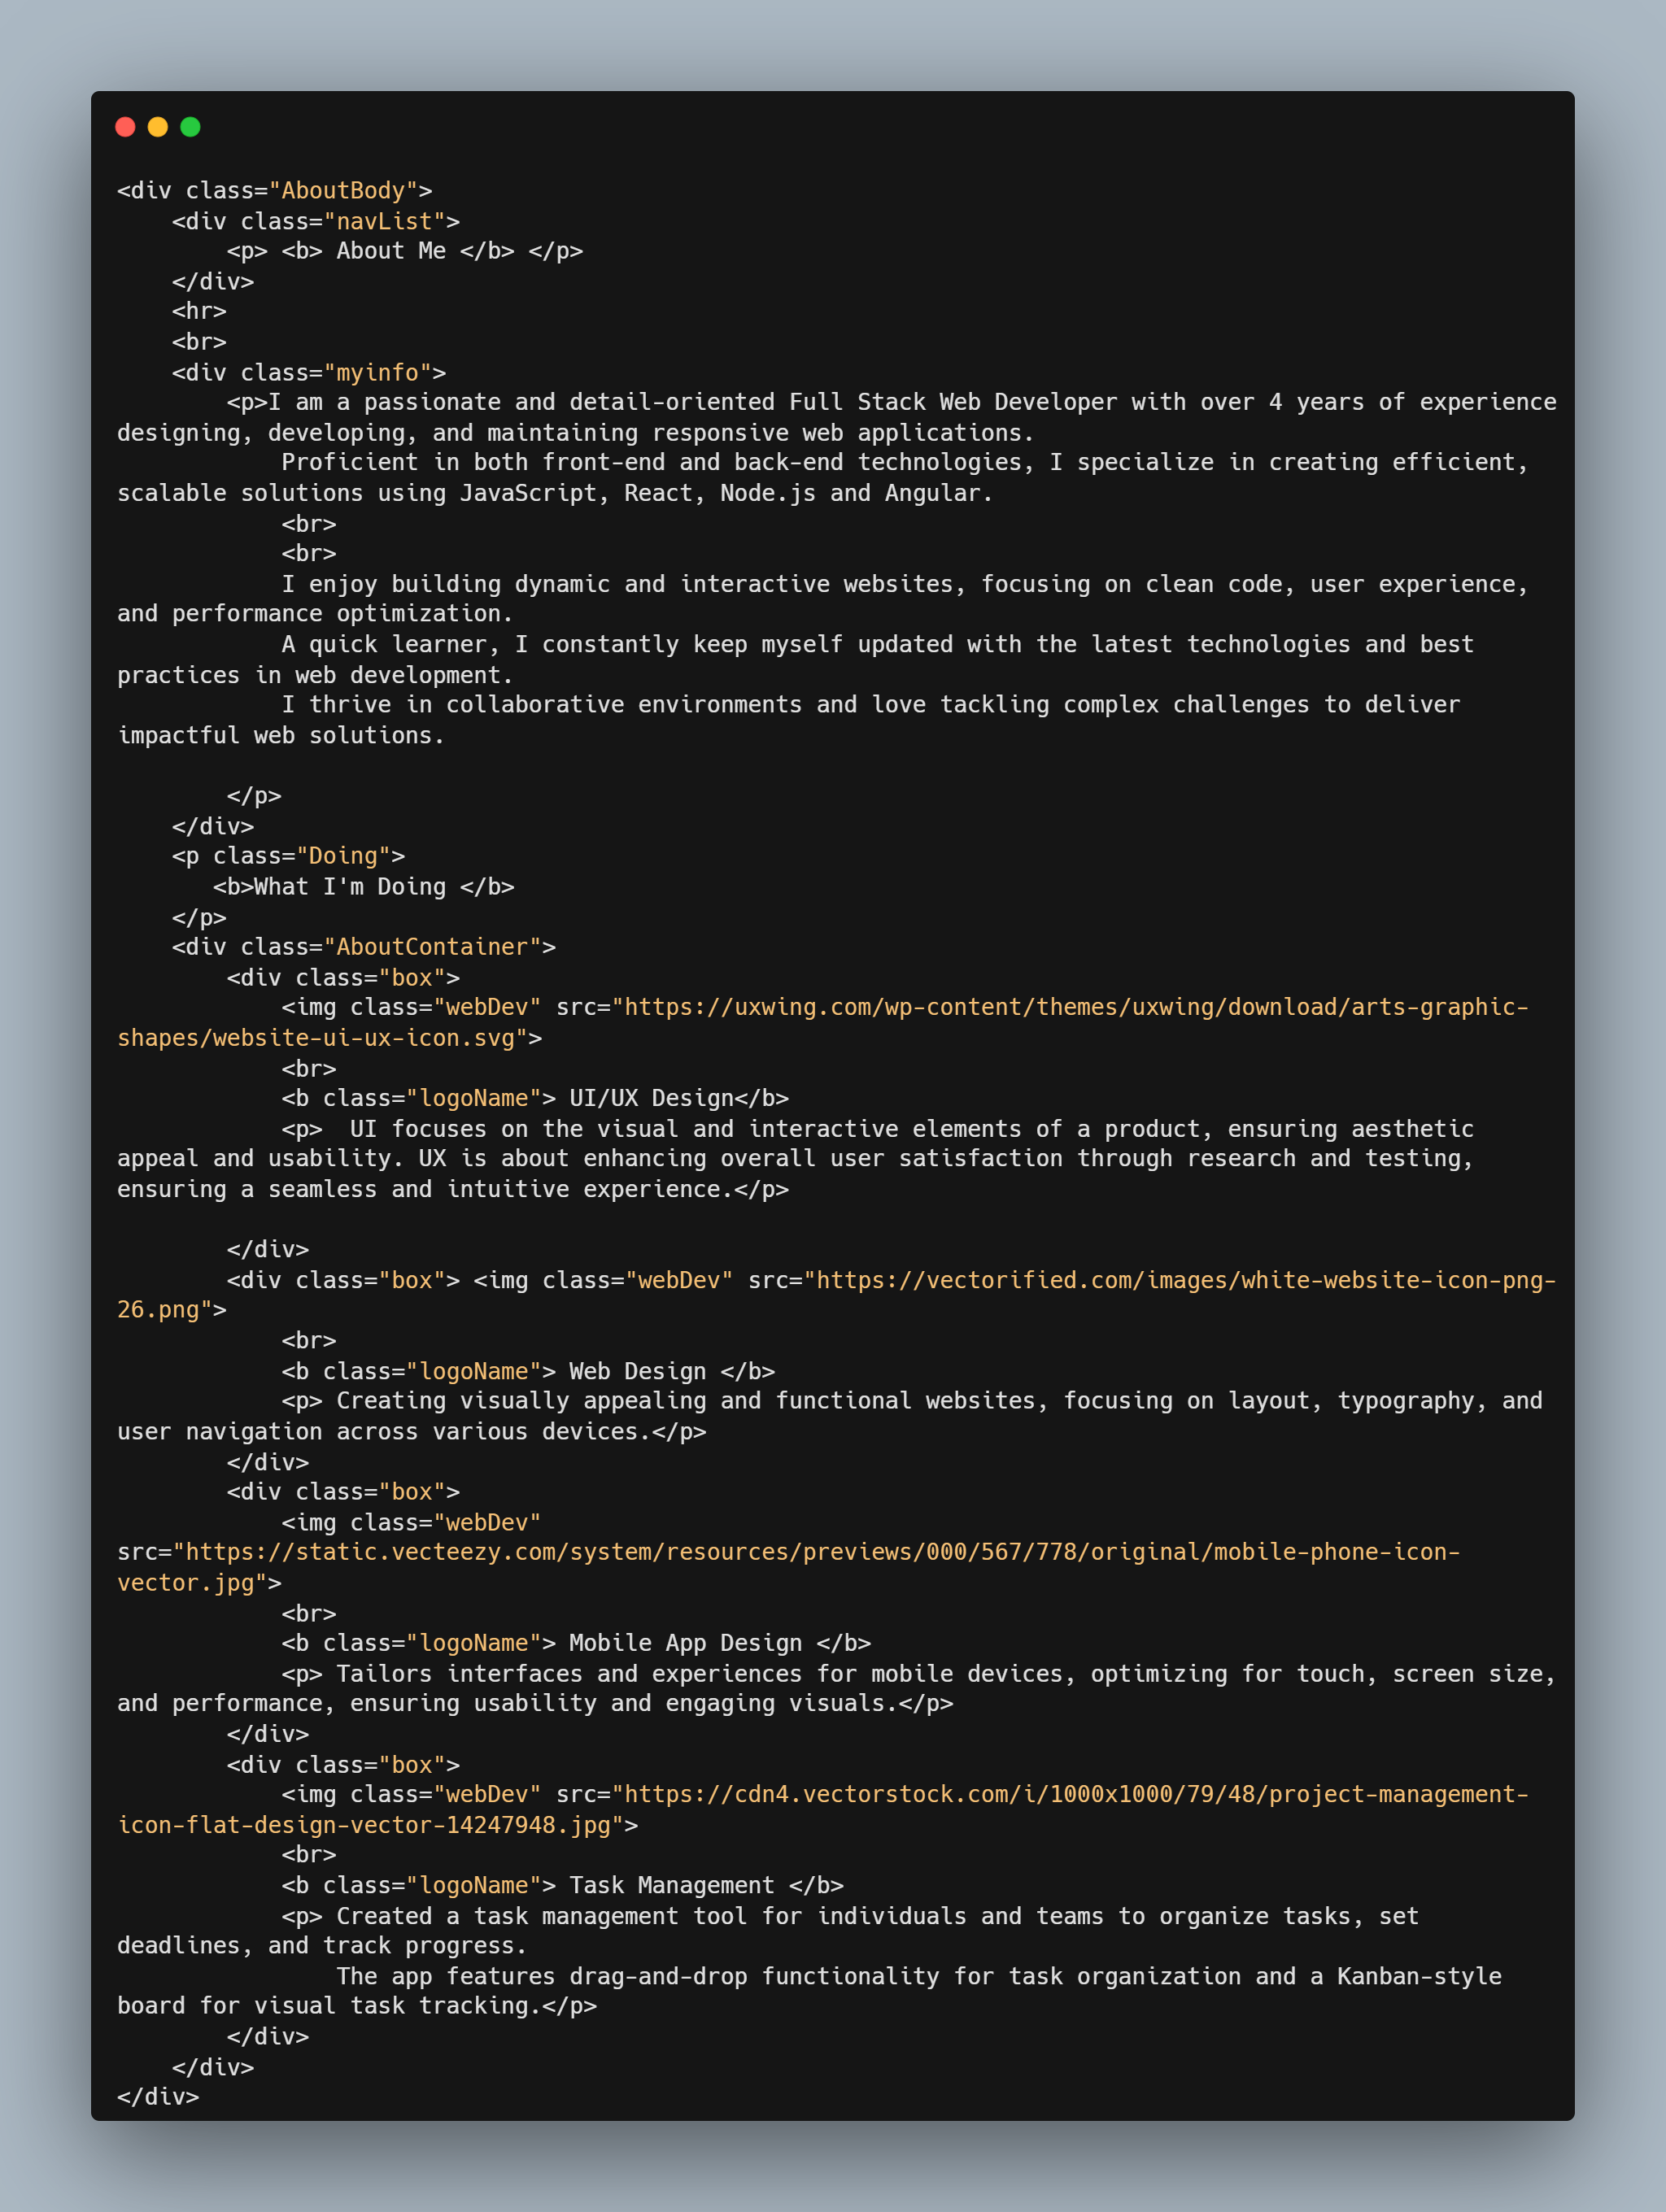 <div class="AboutBody">
    <div class="navList">
        <p> <b> About Me </b> </p>
    </div>
    <hr>
    <br>
    <div class="myinfo">
        <p>I am a passionate and detail-oriented Full Stack Web Developer with over 4 years of experience
designing, developing, and maintaining responsive web applications.
            Proficient in both front-end and back-end technologies, I specialize in creating efficient,
scalable solutions using JavaScript, React, Node.js and Angular.
            <br>
            <br>
            I enjoy building dynamic and interactive websites, focusing on clean code, user experience,
and performance optimization.
            A quick learner, I constantly keep myself updated with the latest technologies and best
practices in web development.
            I thrive in collaborative environments and love tackling complex challenges to deliver
impactful web solutions.

        </p>
    </div>
    <p class="Doing">
       <b>What I'm Doing </b>
    </p>
    <div class="AboutContainer">
        <div class="box">
            <img class="webDev" src="https://uxwing.com/wp-content/themes/uxwing/download/arts-graphic-
shapes/website-ui-ux-icon.svg">
            <br>
            <b class="logoName"> UI/UX Design</b>
            <p>  UI focuses on the visual and interactive elements of a product, ensuring aesthetic
appeal and usability. UX is about enhancing overall user satisfaction through research and testing,
ensuring a seamless and intuitive experience.</p>

        </div>
        <div class="box"> <img class="webDev" src="https://vectorified.com/images/white-website-icon-png-
26.png">
            <br>
            <b class="logoName"> Web Design </b>
            <p> Creating visually appealing and functional websites, focusing on layout, typography, and
user navigation across various devices.</p>
        </div>
        <div class="box">
            <img class="webDev"
src="https://static.vecteezy.com/system/resources/previews/000/567/778/original/mobile-phone-icon-
vector.jpg">
            <br>
            <b class="logoName"> Mobile App Design </b>
            <p> Tailors interfaces and experiences for mobile devices, optimizing for touch, screen size,
and performance, ensuring usability and engaging visuals.</p>
        </div>
        <div class="box">
            <img class="webDev" src="https://cdn4.vectorstock.com/i/1000x1000/79/48/project-management-
icon-flat-design-vector-14247948.jpg">
            <br>
            <b class="logoName"> Task Management </b>
            <p> Created a task management tool for individuals and teams to organize tasks, set
deadlines, and track progress.
                The app features drag-and-drop functionality for task organization and a Kanban-style
board for visual task tracking.</p>
        </div>
    </div>
</div>